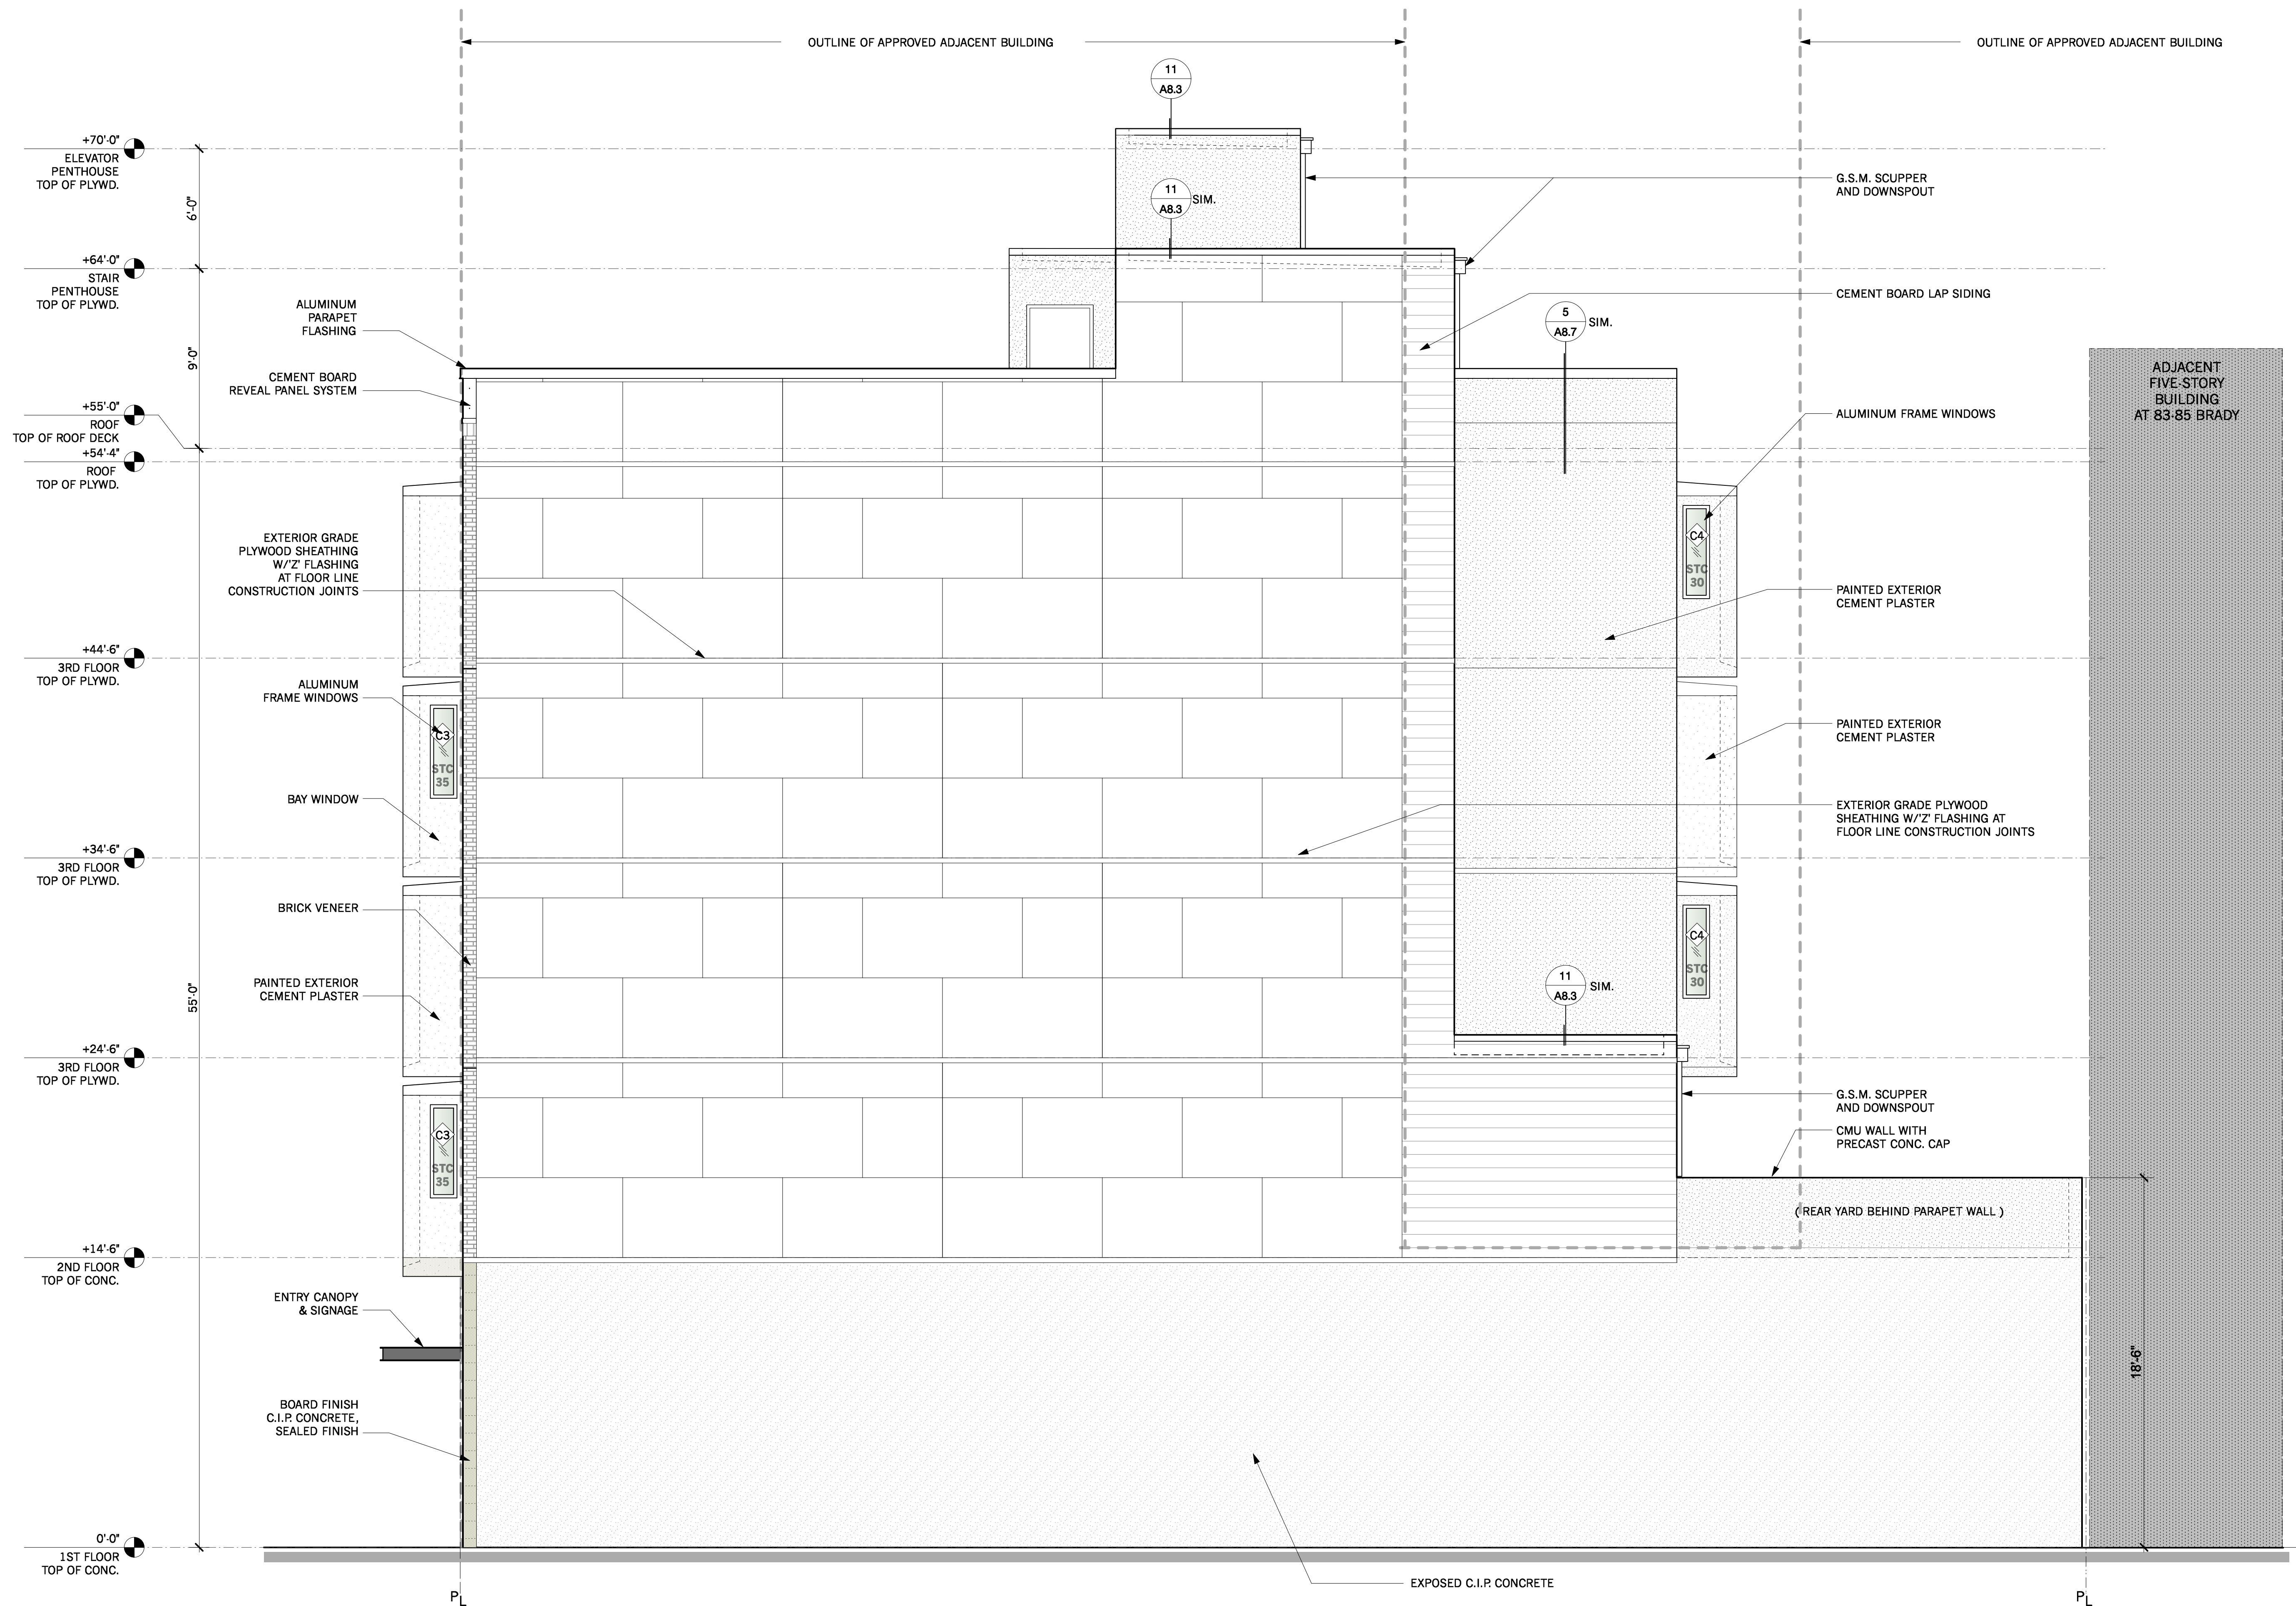 OUTLINE OF APPROVED ADJACENT BUILDING
OUTLINE OF APPROVED ADJACENT BUILDING
11
A8.3
+70'-0"
ELEVATOR
PENTHOUSE
TOP OF PLYWD.
6'-0"
11
A8.3
SIM.
G.S.M. SCUPPER
AND DOWNSPOUT
+64'-0"
STAIR
PENTHOUSE
TOP OF PLYWD.
9'-0"
ALUMINUM
PARAPET
FLASHING
CEMENT BOARD LAP SIDING
5
A8.7
SIM.
CEMENT BOARD
REVEAL PANEL SYSTEM
ADJACENT
FIVE-STORY
BUILDING
AT 83-85 BRADY
+55'-0"
ROOF
TOP OF ROOF DECK
ALUMINUM FRAME WINDOWS
+54'-4"
ROOF
TOP OF PLYWD.
EXTERIOR GRADE
PLYWOOD SHEATHING
W/'Z' FLASHING
AT FLOOR LINE
CONSTRUCTION JOINTS
C4
STC
30
PAINTED EXTERIOR
CEMENT PLASTER
+44'-6"
3RD FLOOR
TOP OF PLYWD.
ALUMINUM
FRAME WINDOWS
C3
STC
35
PAINTED EXTERIOR
CEMENT PLASTER
BAY WINDOW
EXTERIOR GRADE PLYWOOD
SHEATHING W/'Z' FLASHING AT
FLOOR LINE CONSTRUCTION JOINTS
+34'-6"
3RD FLOOR
TOP OF PLYWD.
BRICK VENEER
C4
STC
30
55'-0"
PAINTED EXTERIOR
CEMENT PLASTER
11
A8.3
SIM.
+24'-6"
3RD FLOOR
TOP OF PLYWD.
G.S.M. SCUPPER
AND DOWNSPOUT
C3
STC
35
CMU WALL WITH
PRECAST CONC. CAP
( REAR YARD BEHIND PARAPET WALL )
+14'-6"
2ND FLOOR
TOP OF CONC.
ENTRY CANOPY
& SIGNAGE
18'-6"
BOARD FINISH
C.I.P. CONCRETE,
SEALED FINISH
0'-0"
1ST FLOOR
TOP OF CONC.
EXPOSED C.I.P. CONCRETE
PL
PL